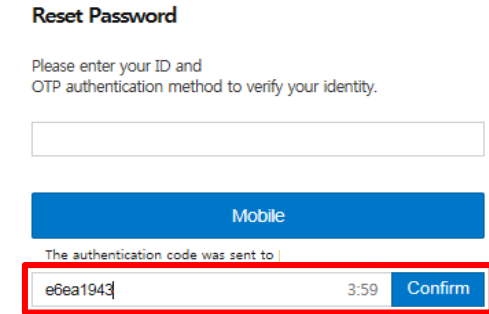 Reset Password
Please enter your ID and
OTP authentication method to verify your identity.
Mobile
The authentication code was sent to
e6ea1943 3:59 Confirm